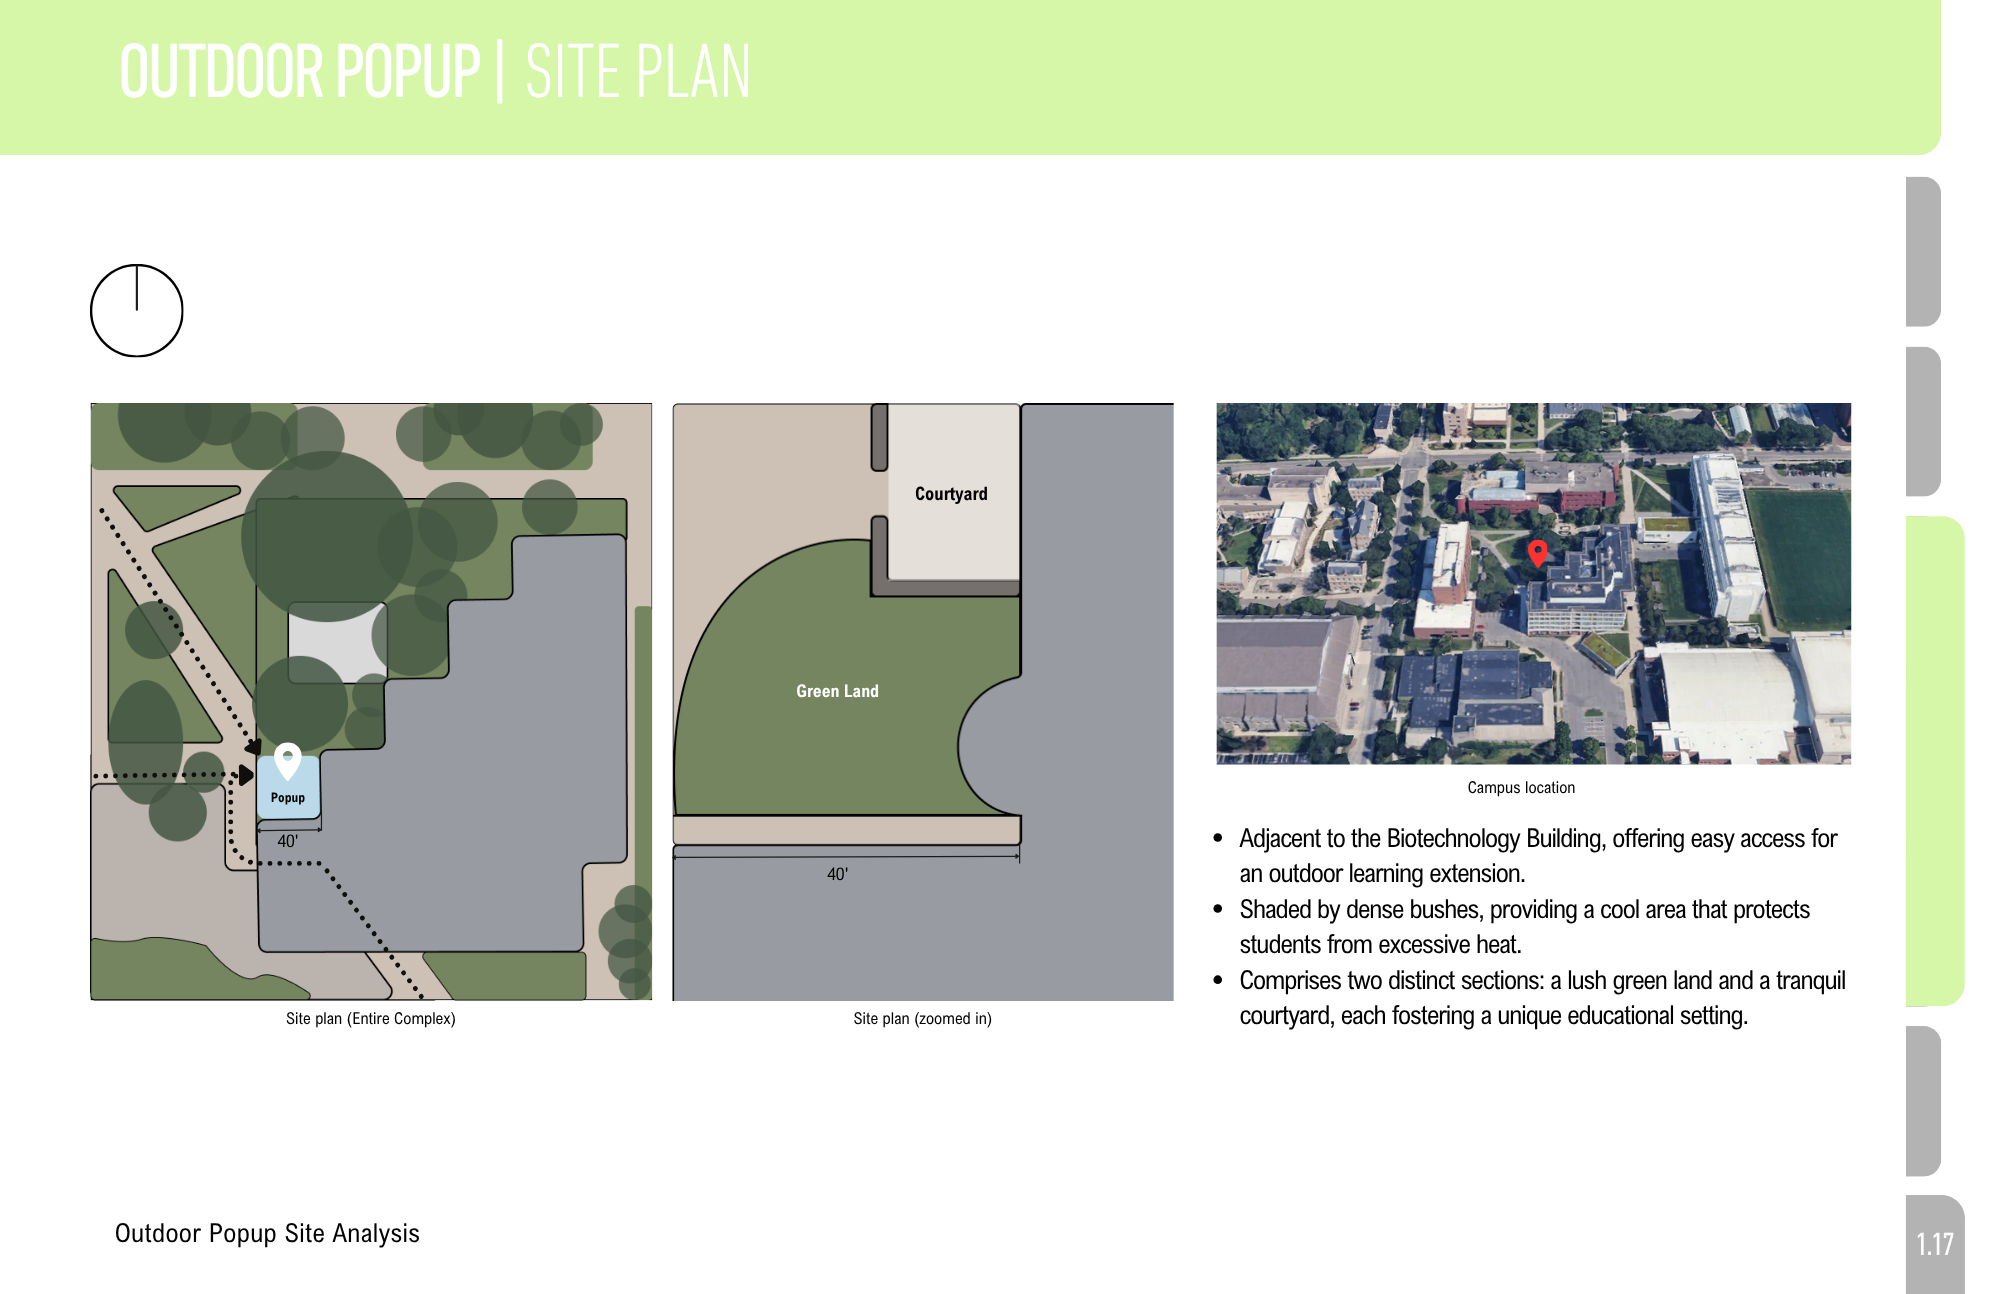 OUTDOOR POPUP | SITE PLAN
Popup
40'
Site plan (Entire Complex)
Courtyard
Green Land
40'
Site plan (zoomed in)
Campus location
• Adjacent to the Biotechnology Building, offering easy access for
an outdoor learning extension.
• Shaded by dense bushes, providing a cool area that protects
students from excessive heat.
• Comprises two distinct sections: a lush green land and a tranquil
courtyard, each fostering a unique educational setting.
Outdoor Popup Site Analysis
1.17